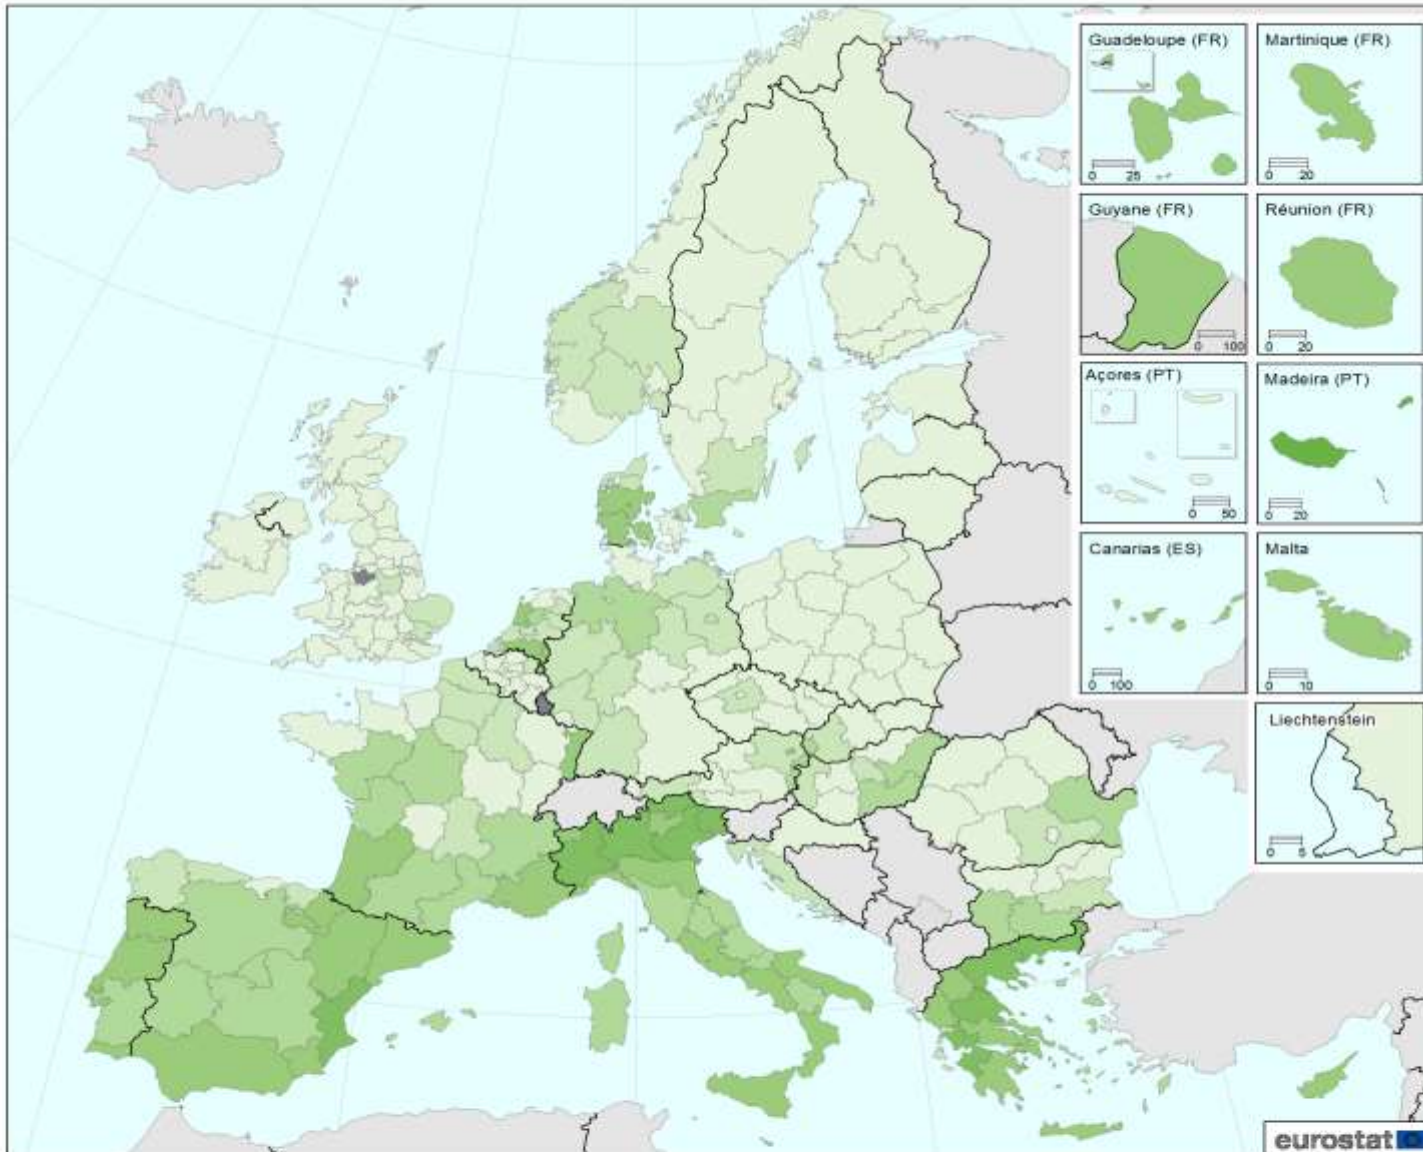 Guadeloupe (FR)
0 25
Martinique (FR)
0 20
Guyane (FR)
0 100
Réunion (FR)
0 20
Açores (PT)
0 50
Madeira (PT)
0 20
Canarias (ES)
0 100
Malta
0 10
Liechtenstein
0 5
eurostat